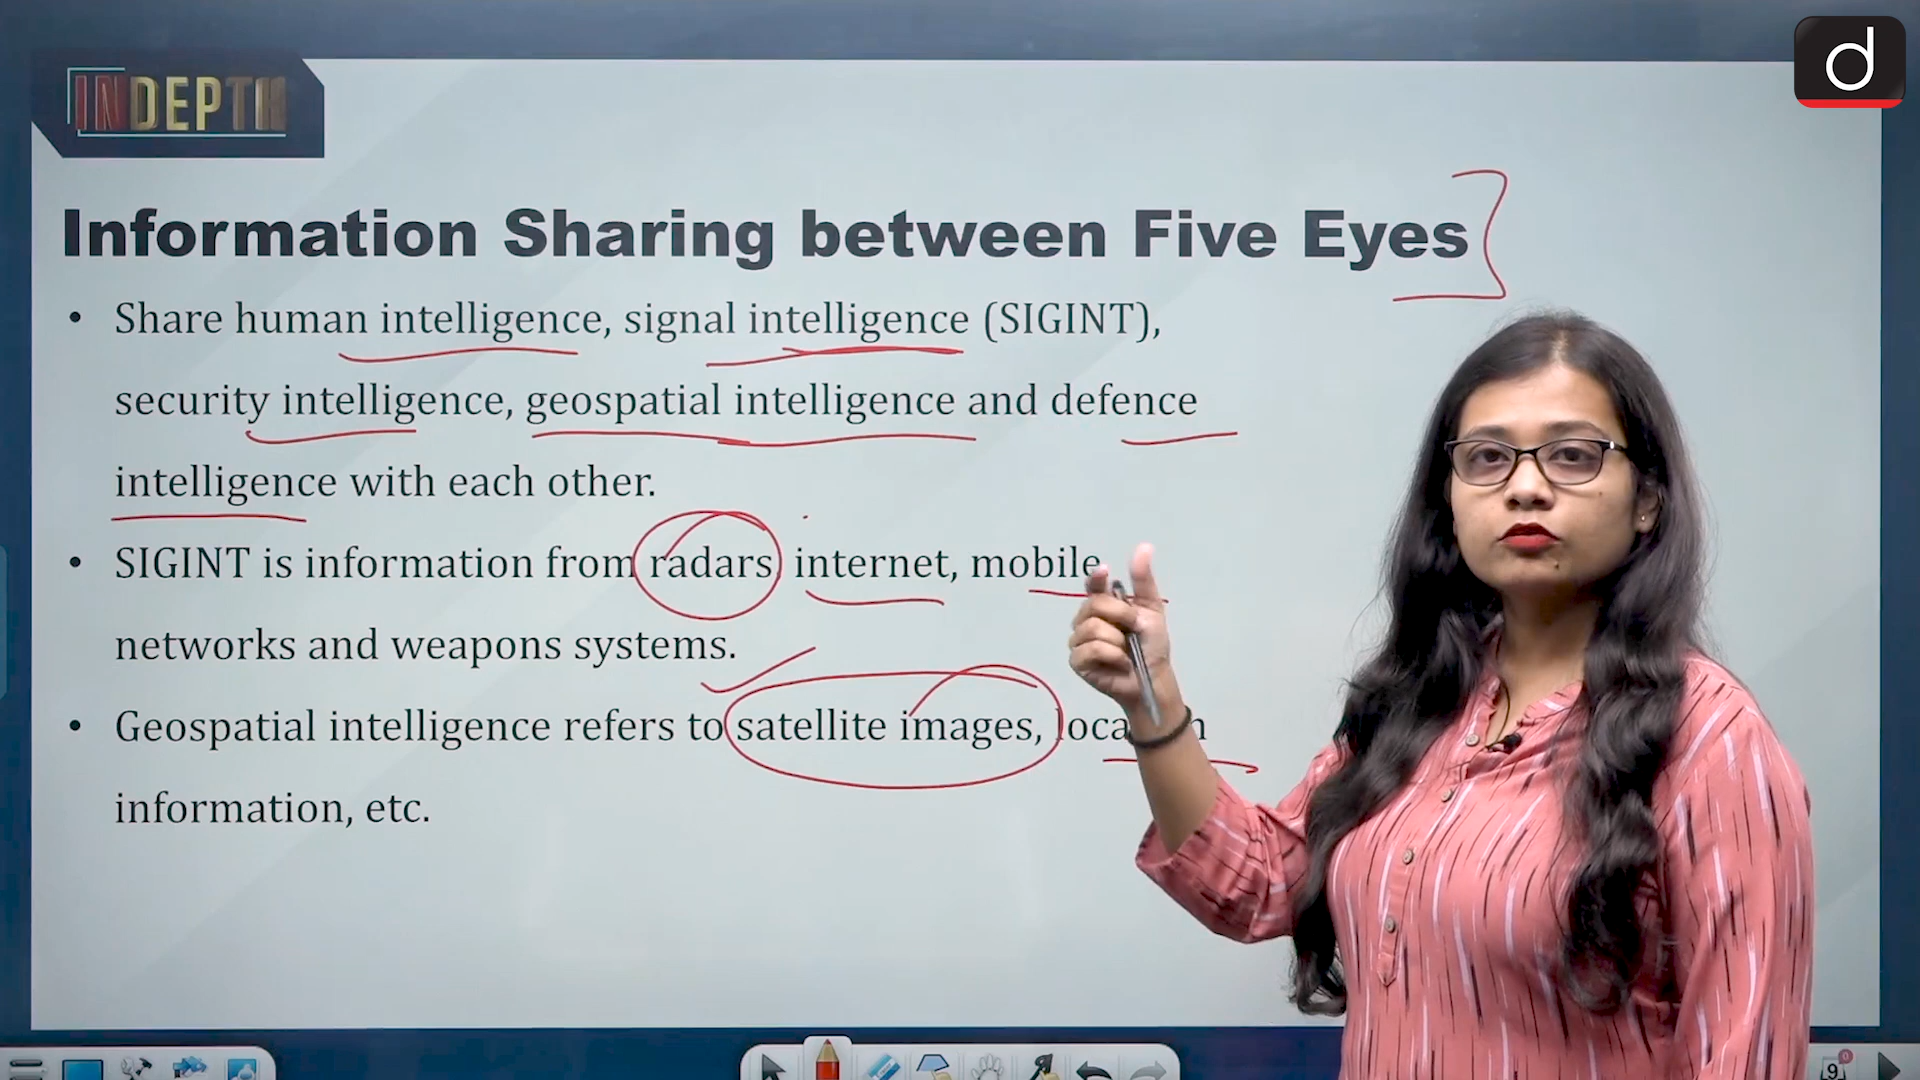 d
INDEPTH
Information Sharing between Five Eyes
• Share human intelligence, signal intelligence (SIGINT),
security intelligence, geospatial intelligence and defence
intelligence with each other.
• SIGINT is information from radars, internet, mobile
networks and weapons systems.
• Geospatial intelligence refers to satellite images,
information, etc.
9